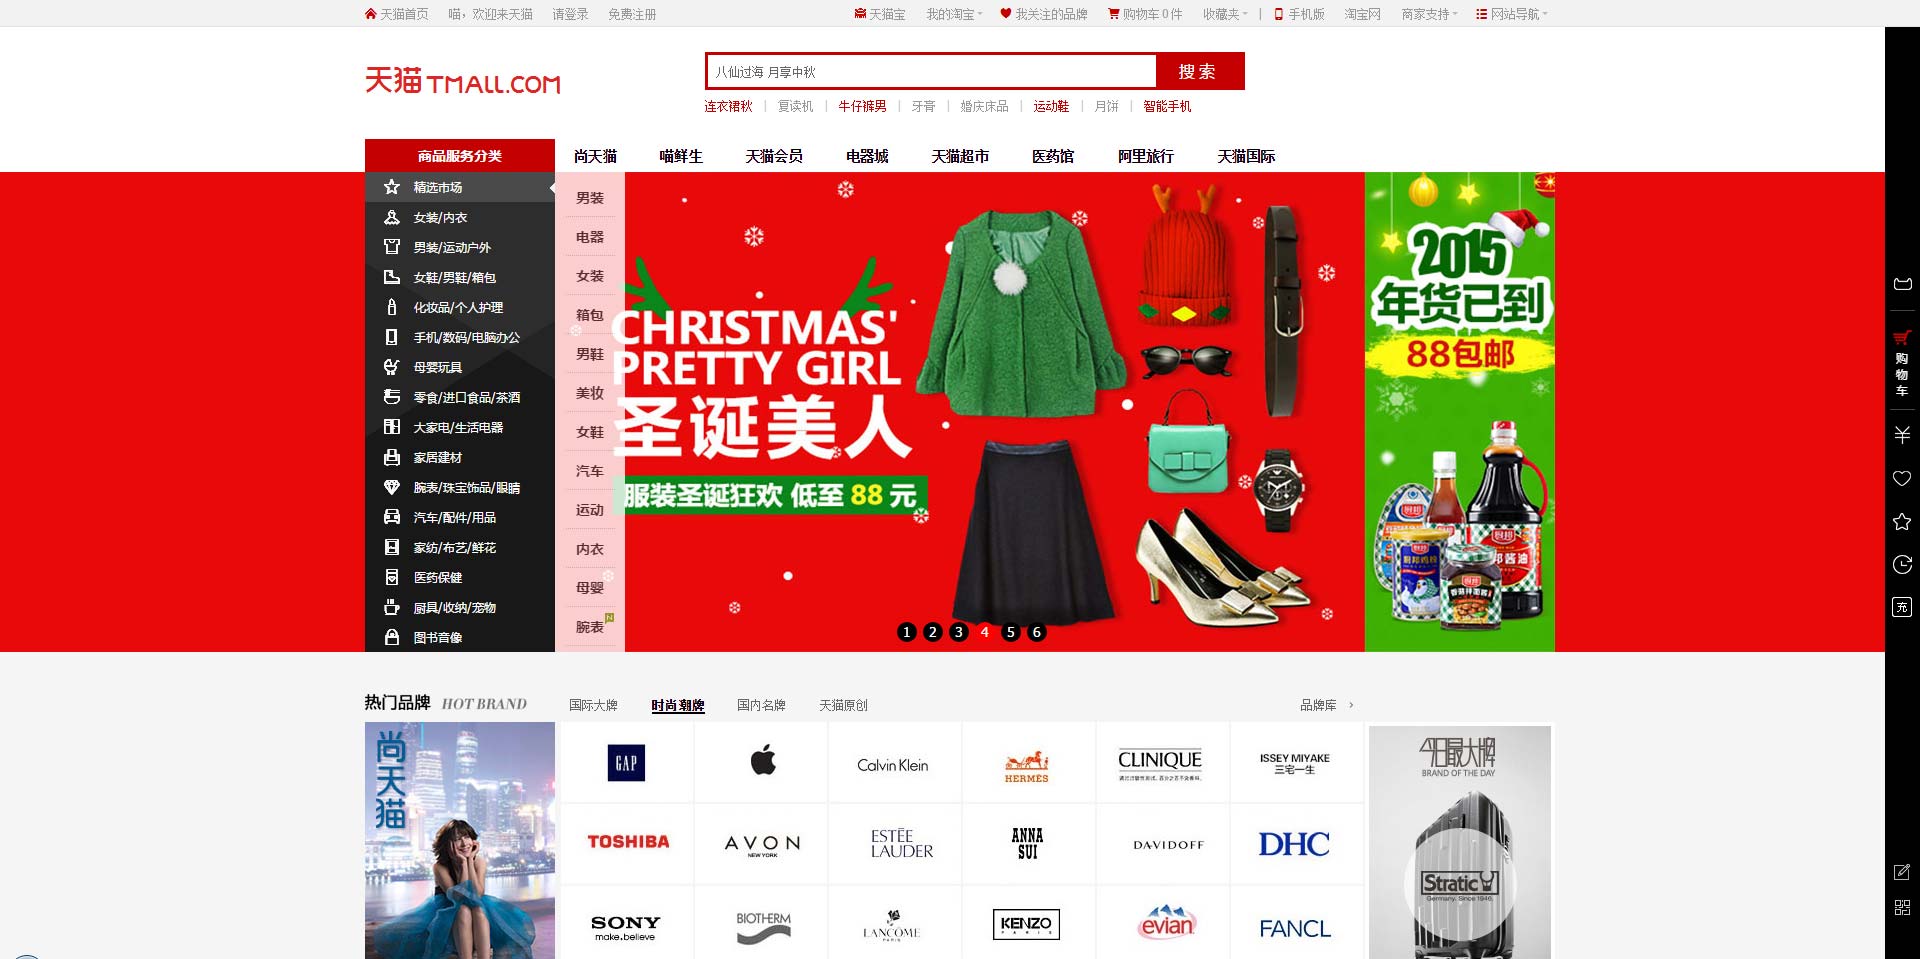 天猫首页 喵，欢迎来天猫 请登录 免费注册 天猫宝 我的淘宝 我关注的品牌 购物车0件 收藏夹 | 手机版 淘宝网 商家支持 网站导航
天猫 TMALL.COM
八仙过海 月享中秋 搜 索
连衣裙秋 | 复读机 | 牛仔裤男 | 牙膏 | 婚庆床品 | 运动鞋 | 月饼 | 智能手机
商品服务分类 尚天猫 喵鲜生 天猫会员 电器城 天猫超市 医药馆 阿里旅行 天猫国际
精选市场
女装/内衣
男装/运动户外
女鞋/男鞋/箱包
化妆品/个人护理
手机/数码/电脑办公
母婴玩具
零食/进口食品/茶酒
大家电/生活电器
家居建材
腕表/珠宝饰品/眼睛
汽车/配件/用品
家纺/布艺/鲜花
医药保健
厨具/收纳/宠物
图书音像
男装
电器
女装
箱包
男鞋
美妆
女鞋
汽车
运动
内衣
母婴
腕表
CHRISTMAS'
PRETTY GIRL
圣诞美人
服装圣诞狂欢 低至 88 元
1 2 3 4 5 6
2015
年货已到
88包邮
厨邦
邦酱油
购物车
充
热门品牌 HOT BRAND 国际大牌 时尚潮牌 国内名牌 天猫原创 品牌库 ›
尚天猫
GAP
Calvin Klein
HERMÈS
CLINIQUE
ISSEY MIYAKE
三宅一生
TOSHIBA
AVON
NEW YORK
ESTĒE
LAUDER
ANNA
SUI
DAVIDOFF
DHC
SONY
make.believe
BIOTHERM
LANCÔME
PARIS
KENZO
PARIS
evian
FANCL
今日最大牌
BRAND OF THE DAY
Stratic
Germany. Since 1946.